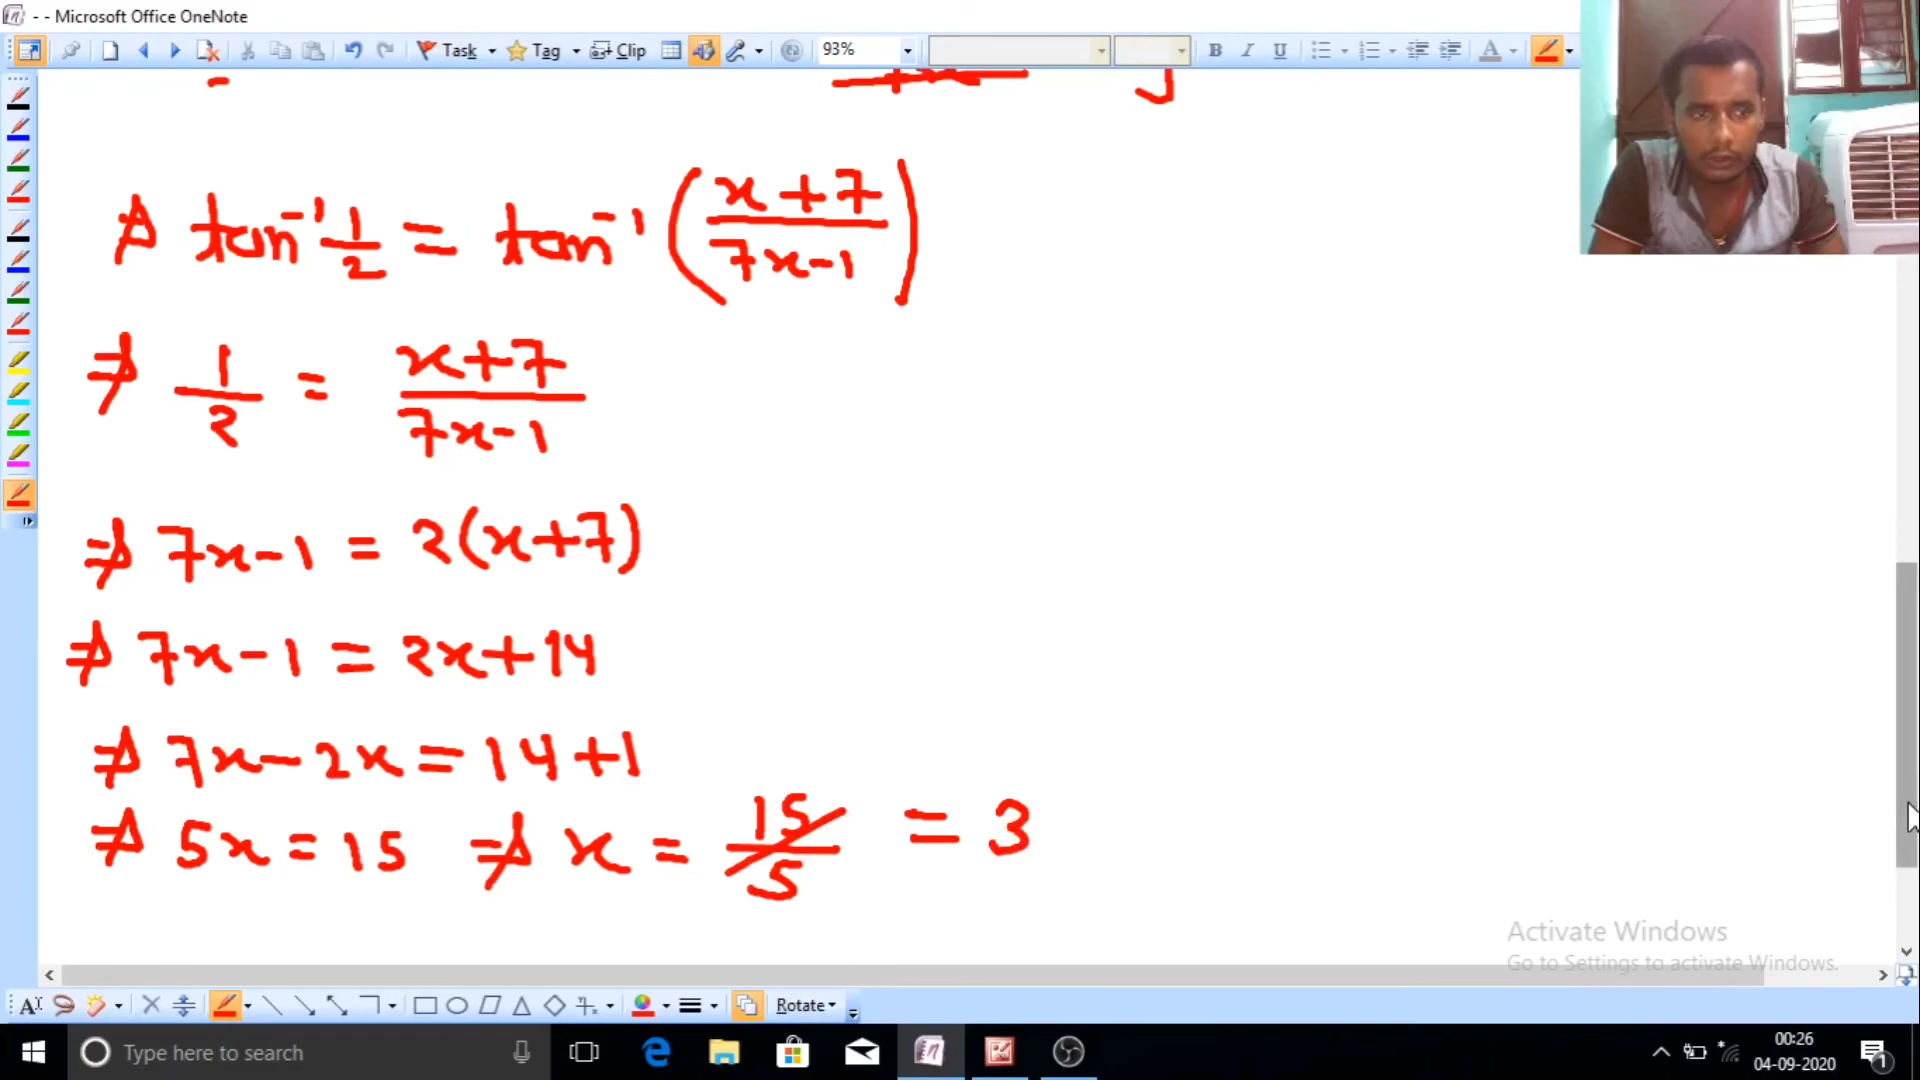 - - Microsoft Office OneNote
Task Tag Clip 93% B I U A
⇒ tan⁻¹ 1/2 = tan⁻¹ ((x+7)/(7x-1))
⇒ 1/2 = (x+7)/(7x-1)
⇒ 7x-1 = 2(x+7)
⇒ 7x-1 = 2x+14
⇒ 7x-2x = 14+1
⇒ 5x = 15 ⇒ x = 15/5 = 3
Activate Windows
Go to Settings to activate Windows.
Rotate
Type here to search
00:26
04-09-2020
1